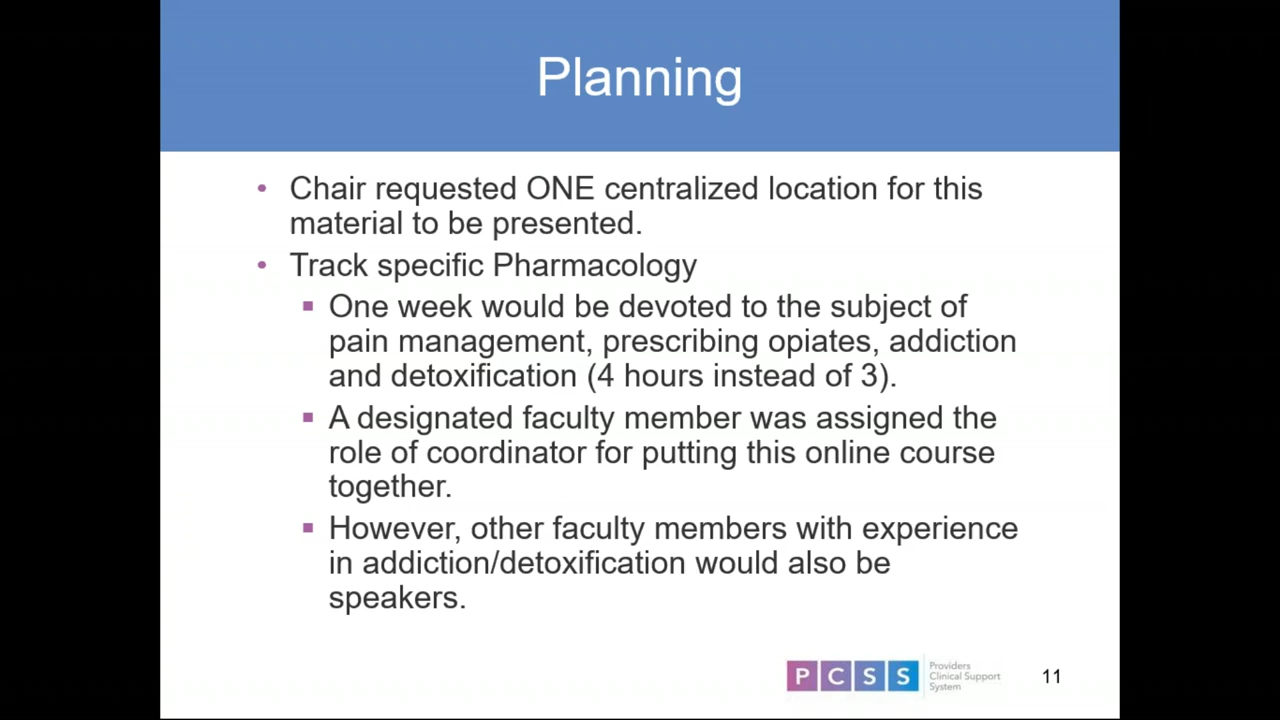 Planning
• Chair requested ONE centralized location for this
material to be presented.
• Track specific Pharmacology
▪ One week would be devoted to the subject of
pain management, prescribing opiates, addiction
and detoxification (4 hours instead of 3).
▪ A designated faculty member was assigned the
role of coordinator for putting this online course
together.
▪ However, other faculty members with experience
in addiction/detoxification would also be
speakers.
PCSS
Providers
Clinical Support
System
11